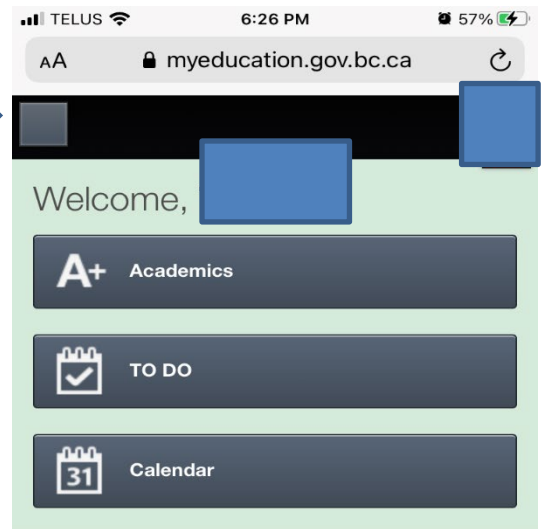 TELUS 6:26 PM 57%
AA myeducation.gov.bc.ca
Welcome,
A+ Academics
TO DO
31 Calendar